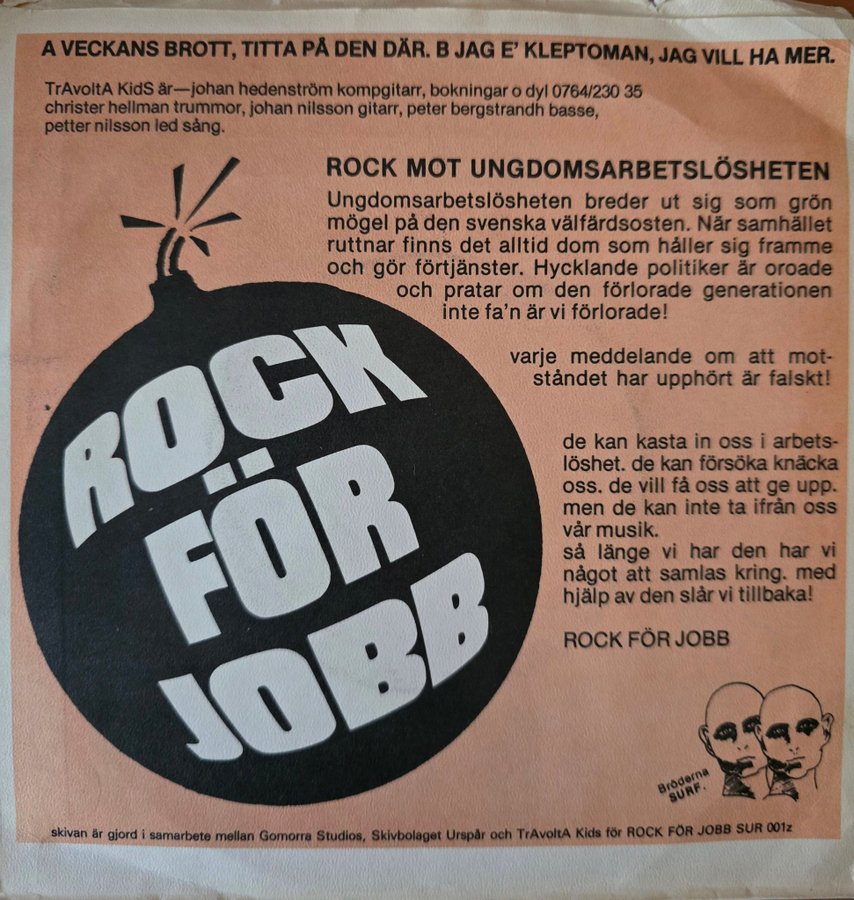 A VECKANS BROTT, TITTA PÅ DEN DÄR. B JAG E' KLEPTOMAN, JAG VILL HA MER.
TrAvoltA KidS är—johan hedenström kompgitarr, bokningar o dyl 0764/230 35
christer hellman trummor, johan nilsson gitarr, peter bergstrandh basse,
petter nilsson led sång.
ROCK MOT UNGDOMSARBETSLÖSHETEN
Ungdomsarbetslösheten breder ut sig som grön
mögel på den svenska välfärdsosten. När samhället
ruttnar finns det alltid dom som håller sig framme
och gör förtjänster. Hycklande politiker är oroade
och pratar om den förlorade generationen
inte fa'n är vi förlorade!
varje meddelande om att mot-
ståndet har upphört är falskt!
de kan kasta in oss i arbets-
löshet. de kan försöka knäcka
oss. de vill få oss att ge upp.
men de kan inte ta ifrån oss
vår musik.
så länge vi har den har vi
något att samlas kring. med
hjälp av den slår vi tillbaka!
ROCK FÖR JOBB
ROCK
FÖR
JOBB
Bröderna
SURF.
skivan är gjord i samarbete mellan Gomorra Studios, Skivbolaget Urspår och TrAvoltA Kids för ROCK FÖR JOBB SUR 001z